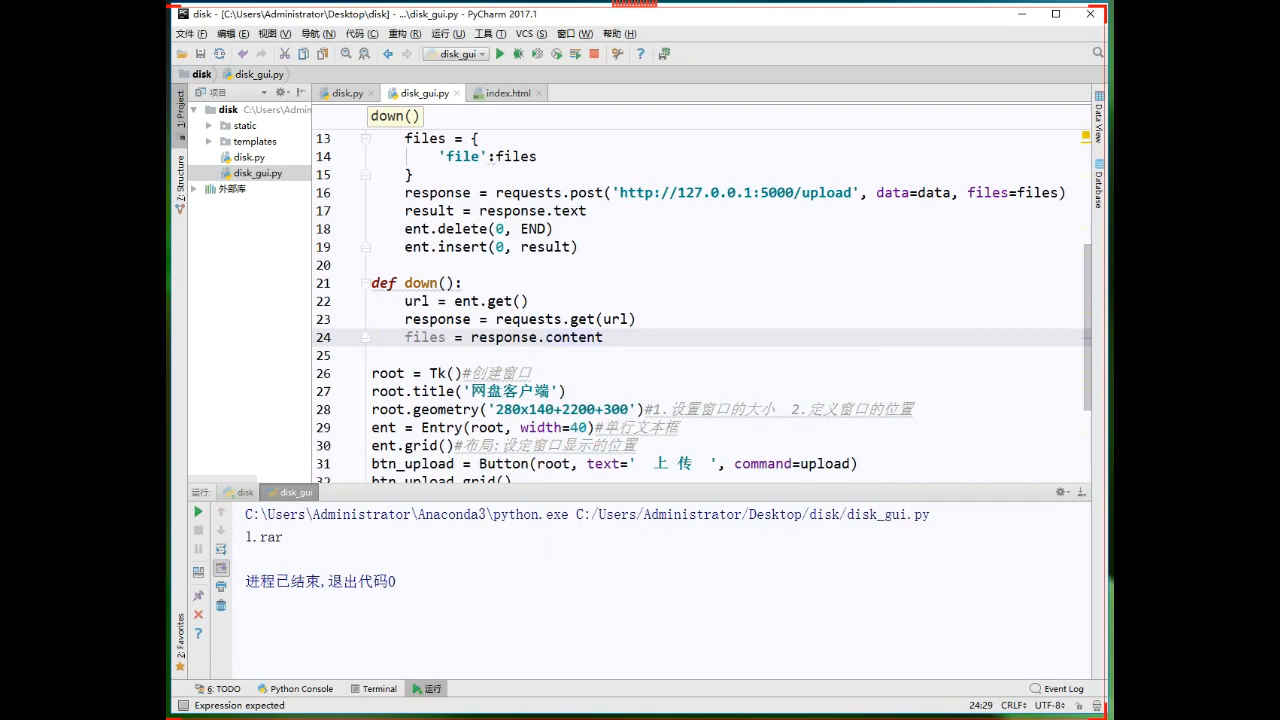 disk - [C:\Users\Administrator\Desktop\disk] - ...\disk_gui.py - PyCharm 2017.1
文件(F) 编辑(E) 视图(V) 导航(N) 代码(C) 重构(R) 运行(U) 工具(T) VCS(S) 窗口(W) 帮助(H)
disk_gui
disk disk_gui.py
项目 disk.py disk_gui.py index.html
1: Project
Z: Structure
2: Favorites
disk C:\Users\Admin
static
templates
disk.py
disk_gui.py
外部库
down()
13 files = {
14 'file':files
15 }
16 response = requests.post('http://127.0.0.1:5000/upload', data=data, files=files)
17 result = response.text
18 ent.delete(0, END)
19 ent.insert(0, result)
20
21 def down():
22 url = ent.get()
23 response = requests.get(url)
24 files = response.content
25
26 root = Tk()#创建窗口
27 root.title('网盘客户端')
28 root.geometry('280x140+2200+300')#1.设置窗口的大小 2.定义窗口的位置
29 ent = Entry(root, width=40)#单行文本框
30 ent.grid()#布局:设定窗口显示的位置
31 btn_upload = Button(root, text=' 上 传 ', command=upload)
32 btn_upload.grid()
Data View
Database
运行: disk disk_gui
C:\Users\Administrator\Anaconda3\python.exe C:/Users/Administrator/Desktop/disk/disk_gui.py
1.rar
进程已结束,退出代码0
6: TODO Python Console Terminal 运行 Event Log
Expression expected 24:29 CRLF UTF-8